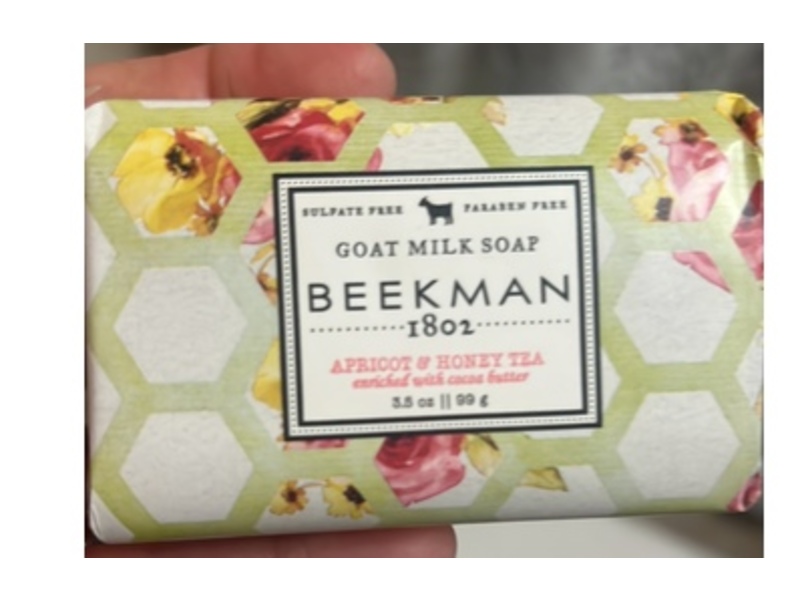 SULFATE FREE PARABEN FREE
GOAT MILK SOAP
BEEKMAN
1802
APRICOT & HONEY TEA
enriched with cocoa butter
3.5 oz || 99 g